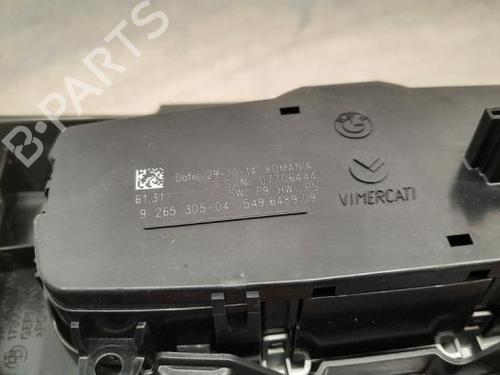 Date: 29-10-14 ROMANIA
S/N: 07706444
61.31 SW: P9 HW: P5
9 265 305-04 549.6489.09
VIMERCATI